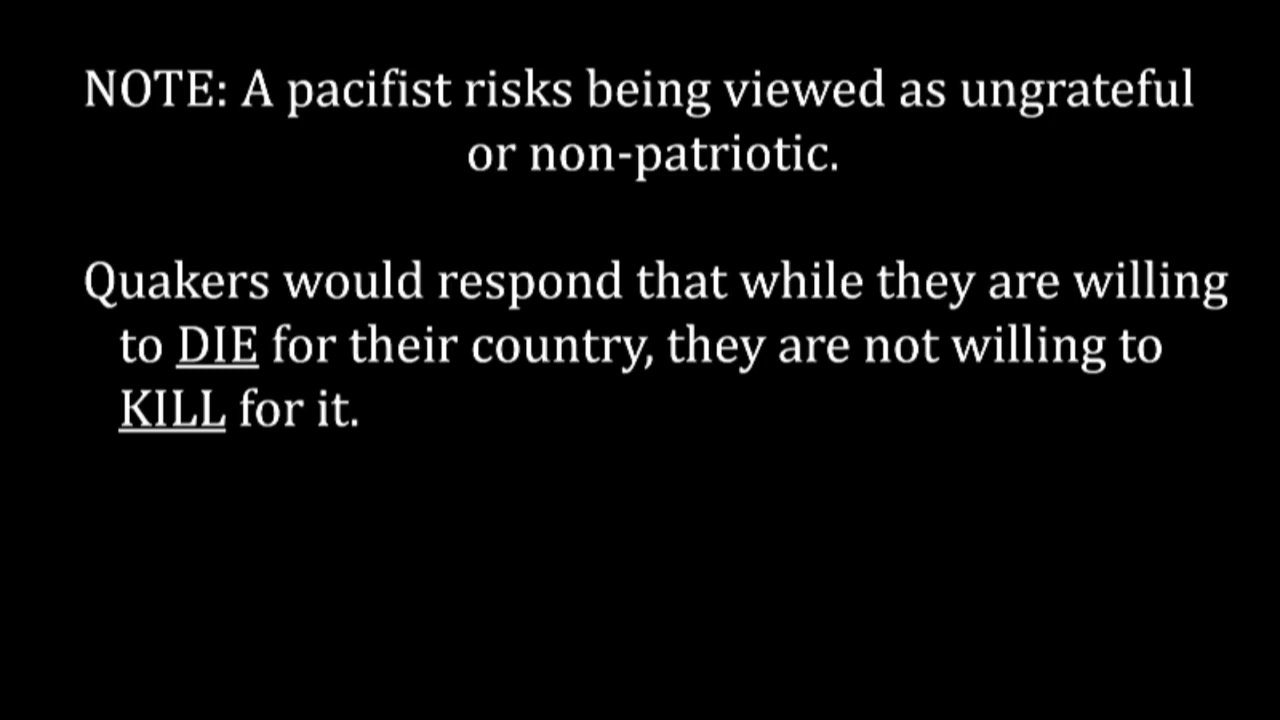 NOTE: A pacifist risks being viewed as ungrateful
or non-patriotic.
Quakers would respond that while they are willing
to DIE for their country, they are not willing to
KILL for it.